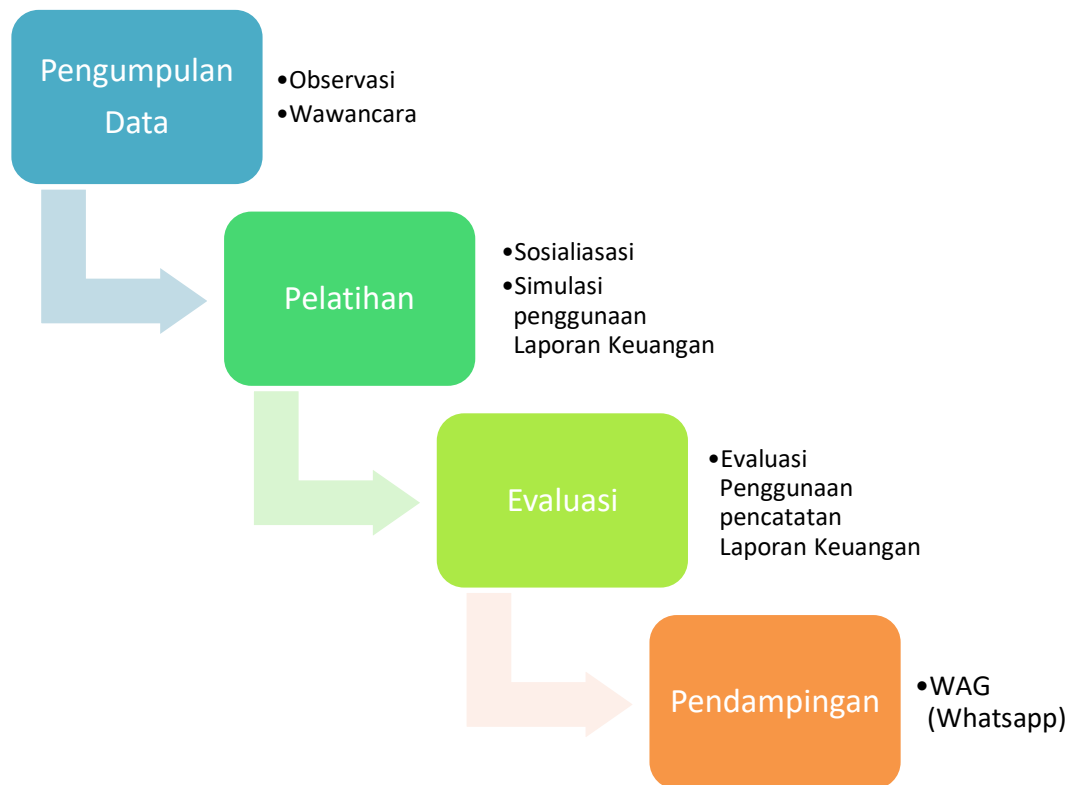 Pengumpulan
Data
•Observasi
•Wawancara
Pelatihan
•Sosialiasasi
•Simulasi
penggunaan
Laporan Keuangan
Evaluasi
•Evaluasi
Penggunaan
pencatatan
Laporan Keuangan
Pendampingan
•WAG
(Whatsapp)